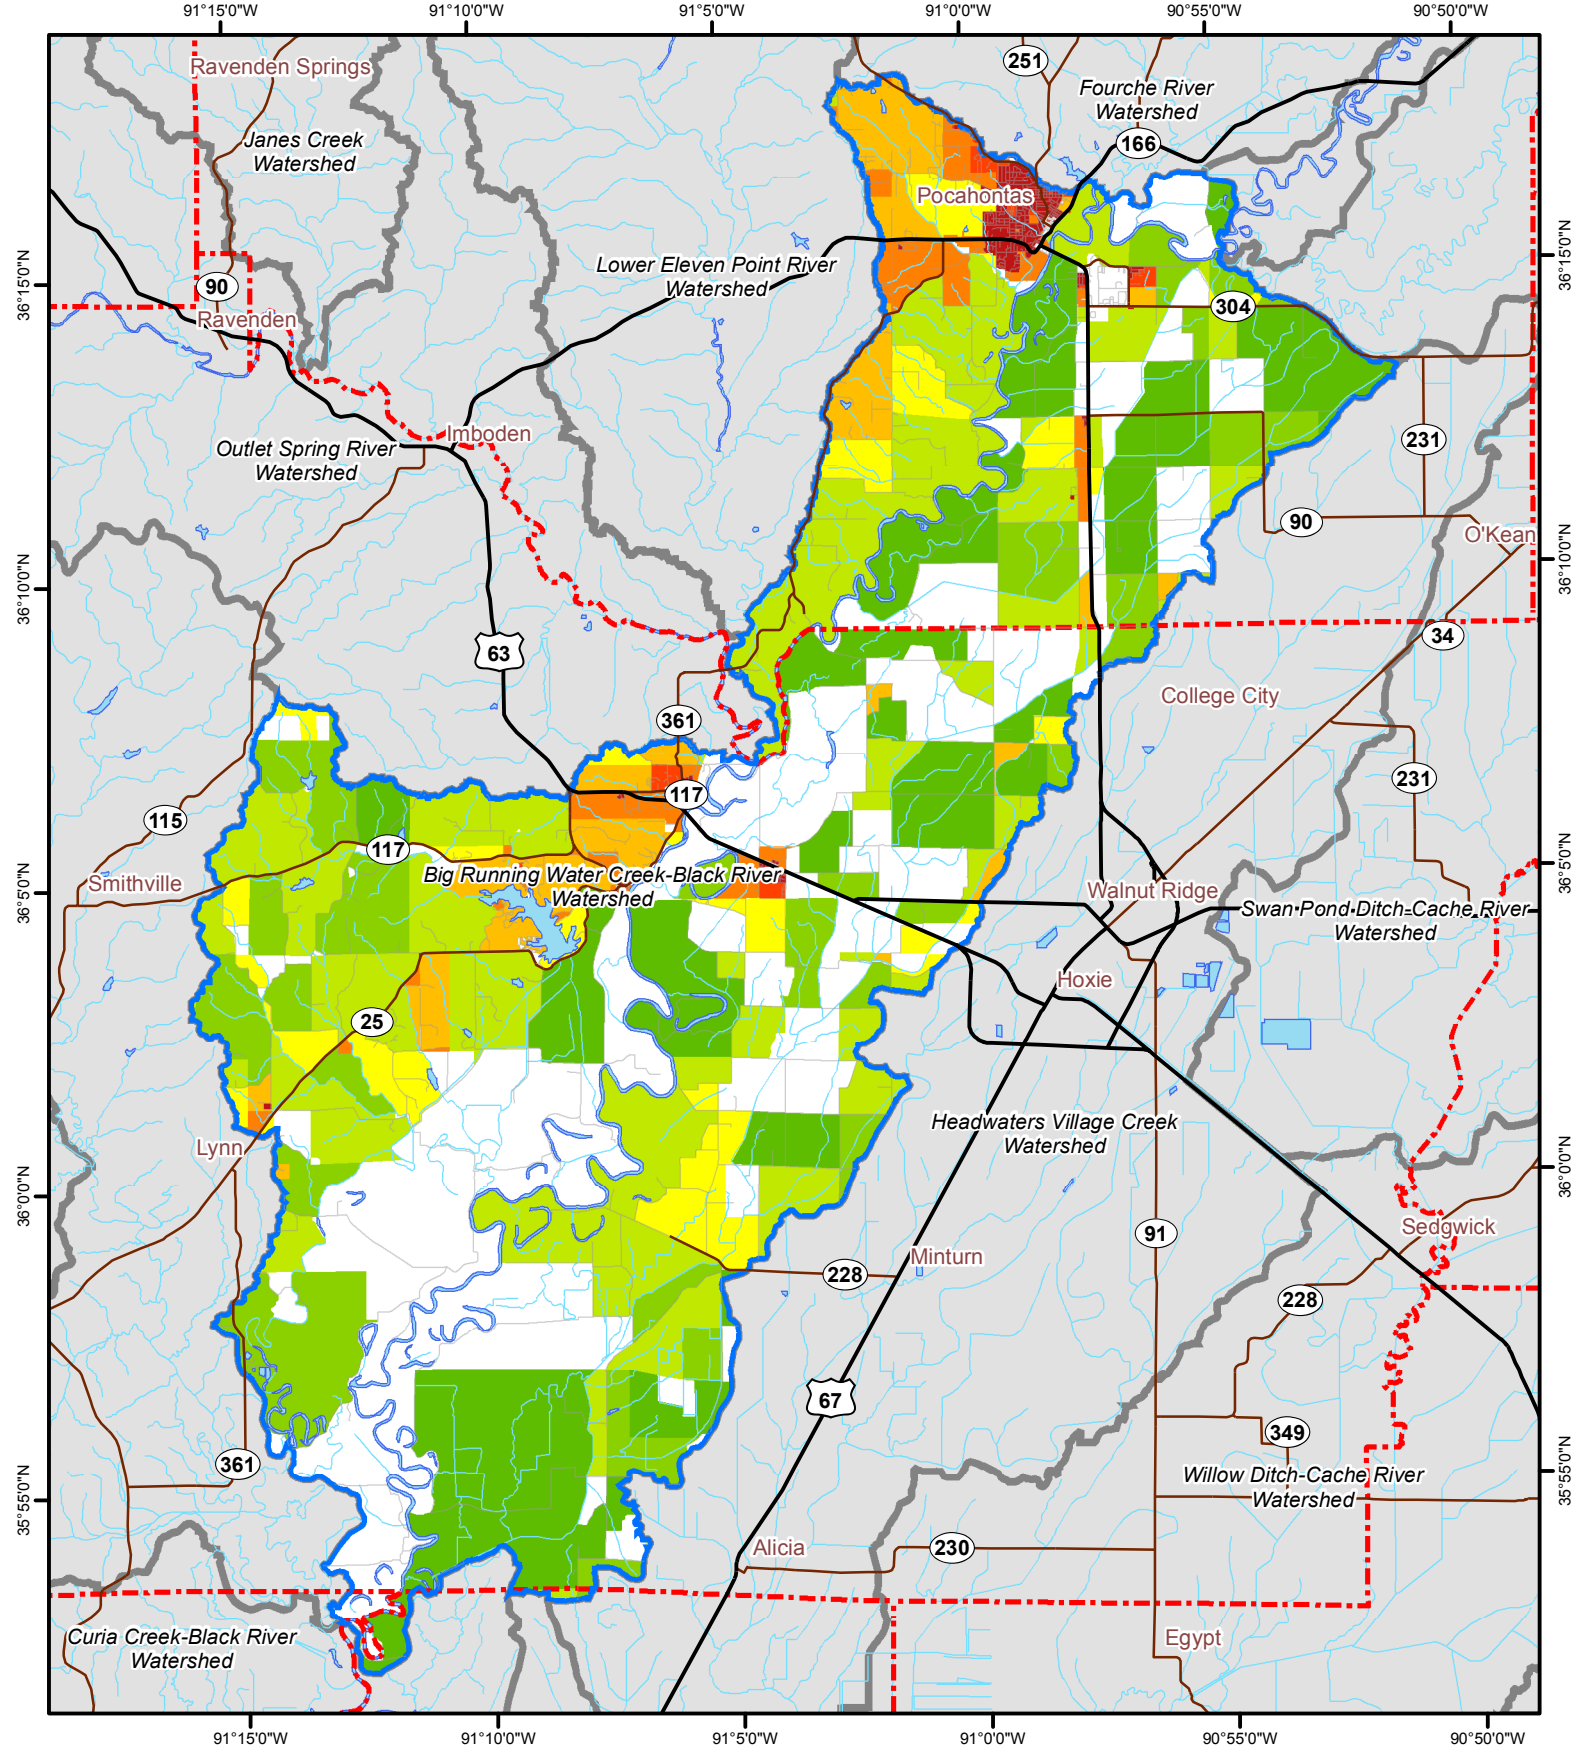 91°15'0"W
91°10'0"W
91°5'0"W
91°0'0"W
90°55'0"W
90°50'0"W
Ravenden Springs
251
Fourche River
Watershed
Janes Creek
Watershed
166
Pocahontas
Lower Eleven Point River
Watershed
36°15'0"N
36°15'0"N
90
304
Ravenden
Imboden
Outlet Spring River
Watershed
231
90
O'Kean
36°10'0"N
36°10'0"N
34
63
College City
361
231
117
115
117
Big Running Water Creek-Black River
Watershed
Smithville
36°5'0"N
36°5'0"N
Walnut Ridge
Swan Pond Ditch-Cache River
Watershed
Hoxie
25
Headwaters Village Creek
Watershed
Lynn
36°0'0"N
36°0'0"N
Sedgwick
91
Minturn
228
228
67
349
361
Willow Ditch-Cache River
Watershed
35°55'0"N
35°55'0"N
Alicia
230
Curia Creek-Black River
Watershed
Egypt
91°15'0"W
91°10'0"W
91°5'0"W
91°0'0"W
90°55'0"W
90°50'0"W